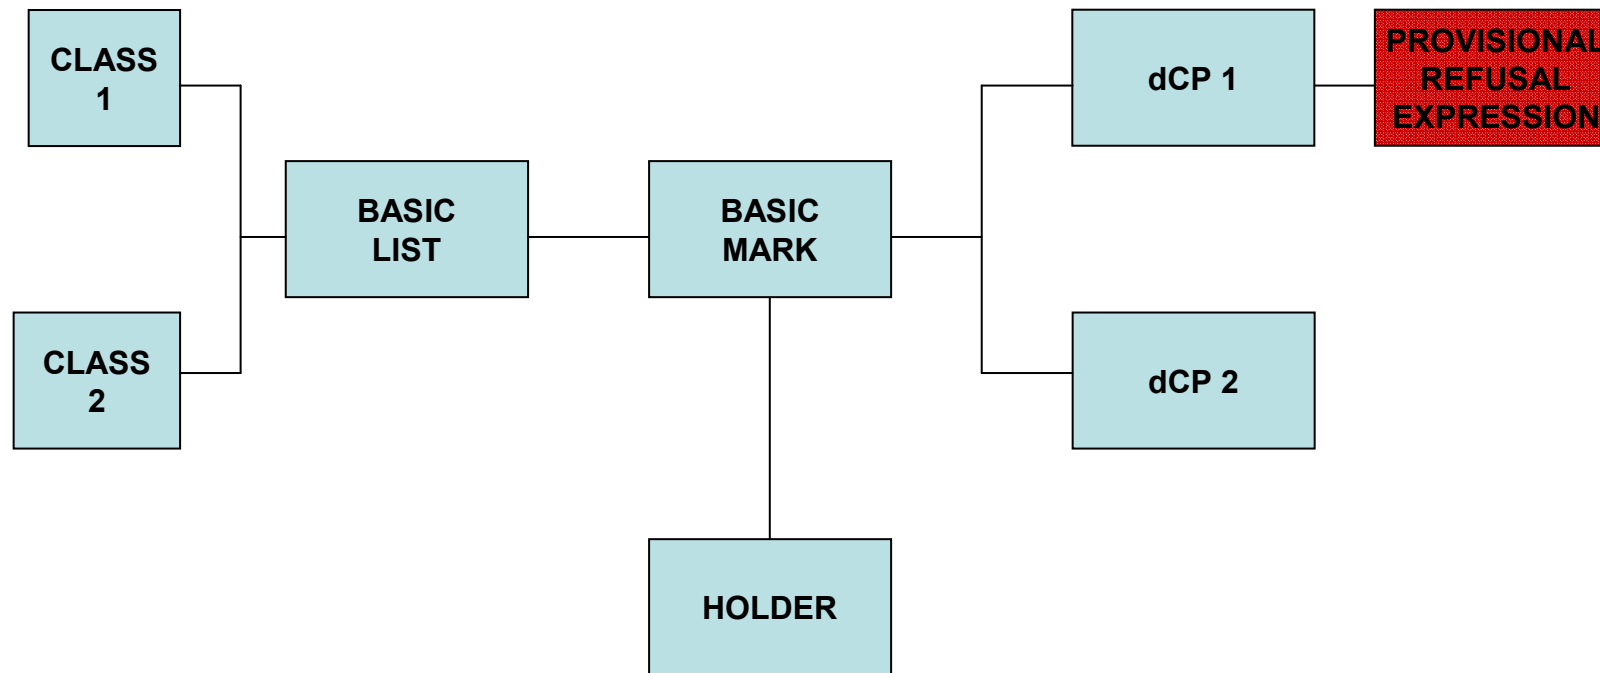 CLASS
1
dCP 1
PROVISIONAL
REFUSAL
EXPRESSION
BASIC
LIST
BASIC
MARK
CLASS
2
dCP 2
HOLDER